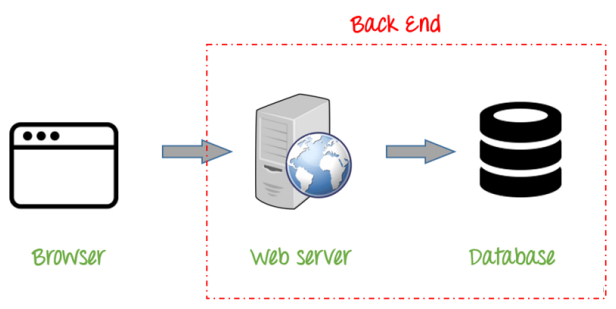 Back End
Browser
Web server
Database